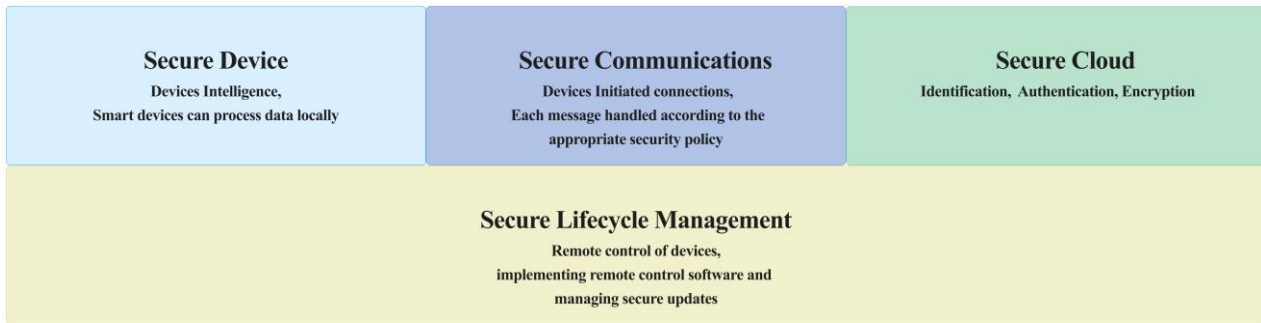 Secure Device
Devices Intelligence,
Smart devices can process data locally
Secure Communications
Devices Initiated connections,
Each message handled according to the
appropriate security policy
Secure Cloud
Identification, Authentication, Encryption
Secure Lifecycle Management
Remote control of devices,
implementing remote control software and
managing secure updates